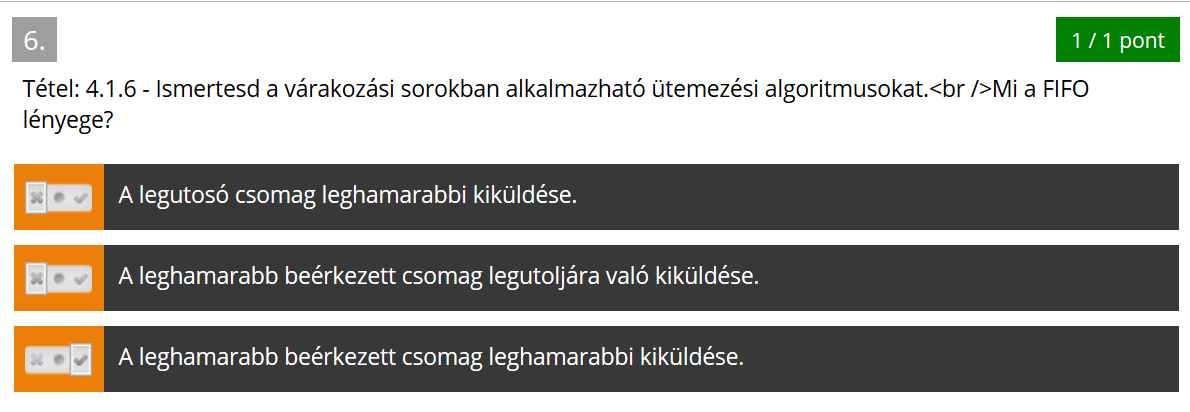 6.
1 / 1 pont
Tétel: 4.1.6 - Ismertesd a várakozási sorokban alkalmazható ütemezési algoritmusokat.<br />Mi a FIFO
lényege?
A legutosó csomag leghamarabbi kiküldése.
A leghamarabb beérkezett csomag legutoljára való kiküldése.
A leghamarabb beérkezett csomag leghamarabbi kiküldése.